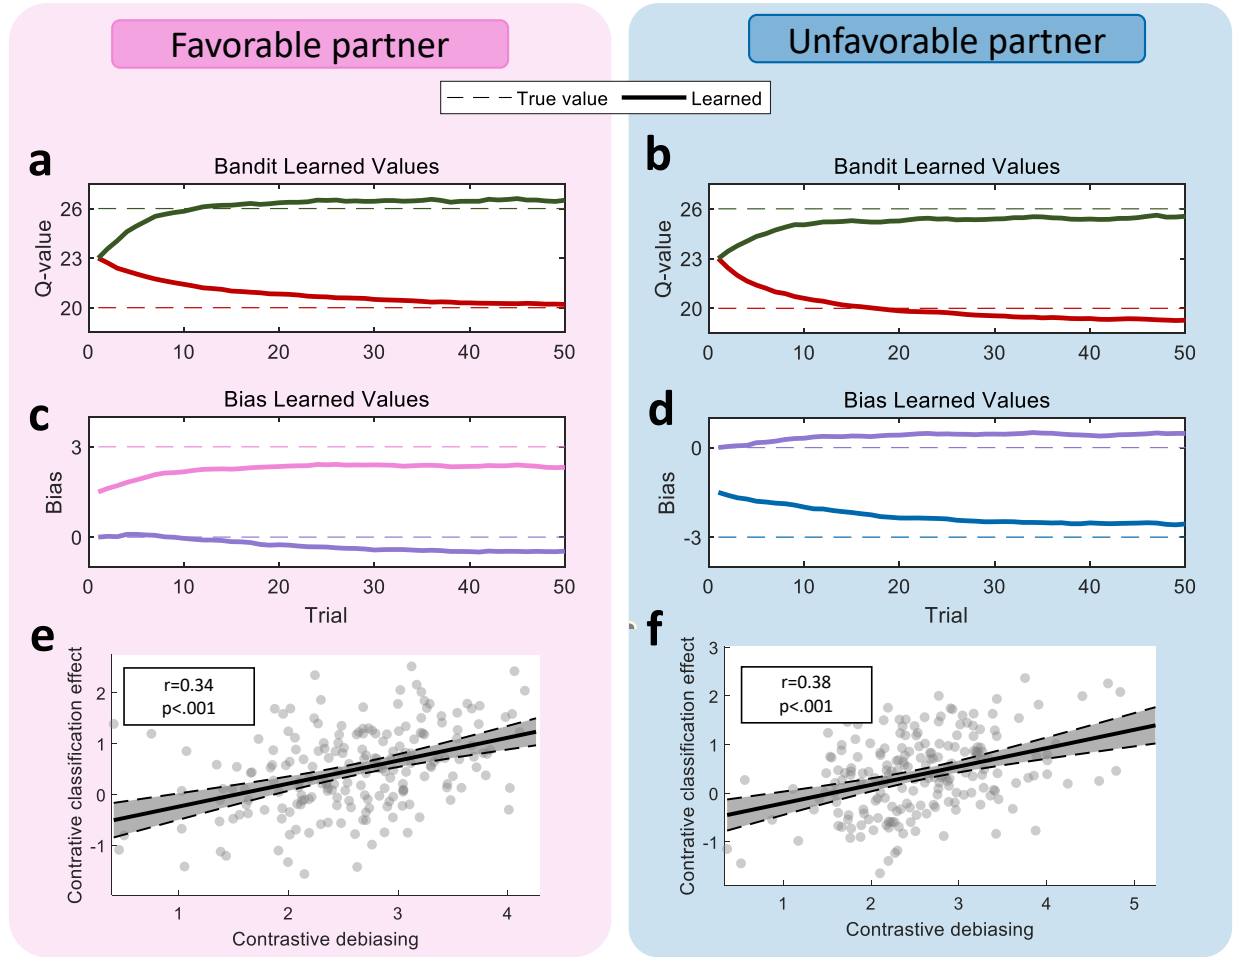 Favorable partner
Unfavorable partner
True value
Learned
a
Bandit Learned Values
Q-value
26
23
20
0
10
20
30
40
50
b
Bandit Learned Values
Q-value
26
23
20
0
10
20
30
40
50
c
Bias Learned Values
Bias
3
0
0
10
20
30
40
50
Trial
d
Bias Learned Values
Bias
0
-3
0
10
20
30
40
50
Trial
e
Contrative classification effect
r=0.34
p<.001
2
1
0
-1
1
2
3
4
Contrastive debiasing
f
Contrative classification effect
r=0.38
p<.001
3
2
1
0
-1
1
2
3
4
5
Contrastive debiasing